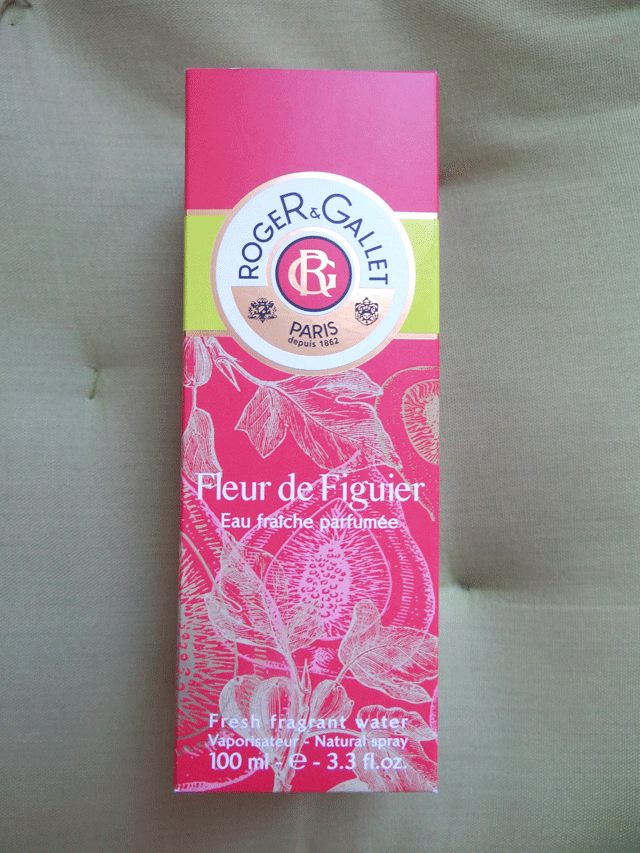 ROGER & GALLET
RG
PARIS
depuis 1862
Fleur de Figuier
Eau fraîche parfumée
Fresh fragrant water
Vaporisateur - Natural spray
100 ml - ℮ - 3.3 fl.oz.